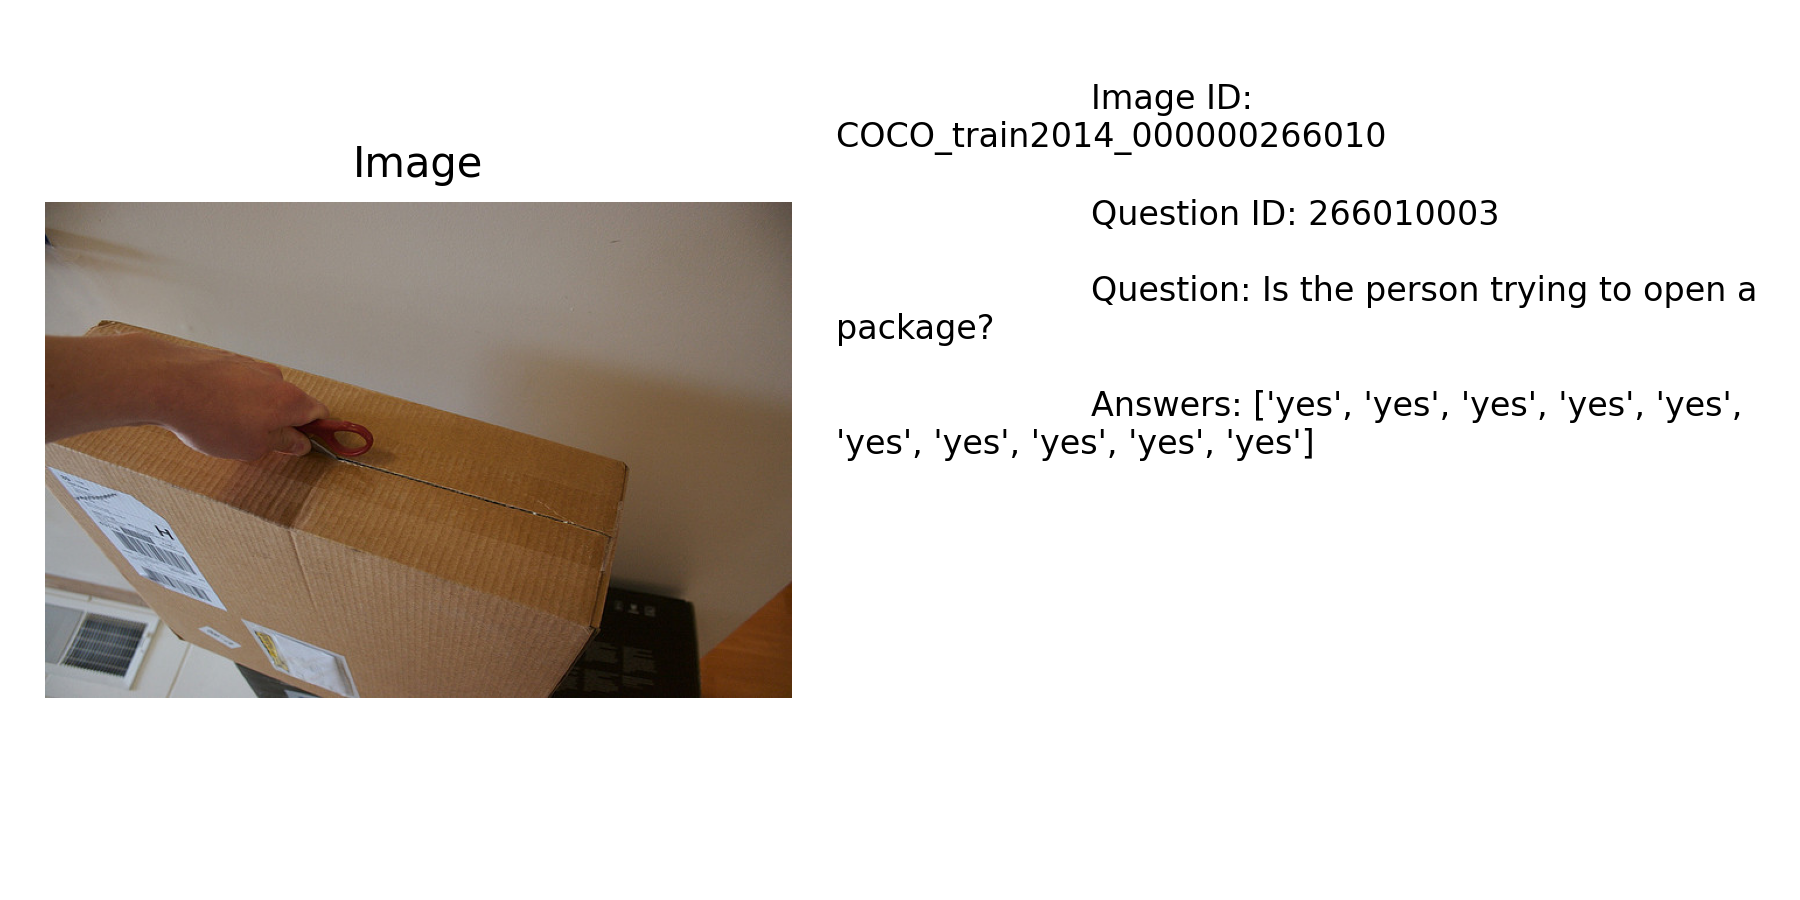 Image
Image ID:
COCO_train2014_000000266010
Question ID: 266010003
Question: Is the person trying to open a
package?
Answers: ['yes', 'yes', 'yes', 'yes', 'yes',
'yes', 'yes', 'yes', 'yes', 'yes']
H